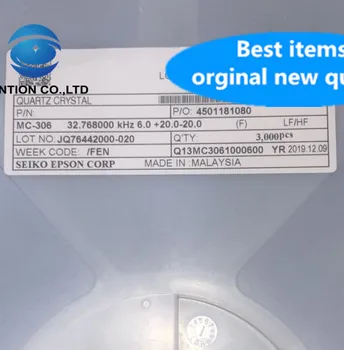 Best items
orginal new qu
NTION CO.,LTD
QUARTZ CRYSTAL
P/N: P/O: 4501181080
MC-306 32.768000 kHz 6.0 +20.0-20.0 (F) LF/HF
LOT NO: JQ76442000-020 Q'TY: 3,000pcs
WEEK CODE /FEN Q13MC3061000600 YR 2019.12.09
SEIKO EPSON CORP MADE IN : MALAYSIA